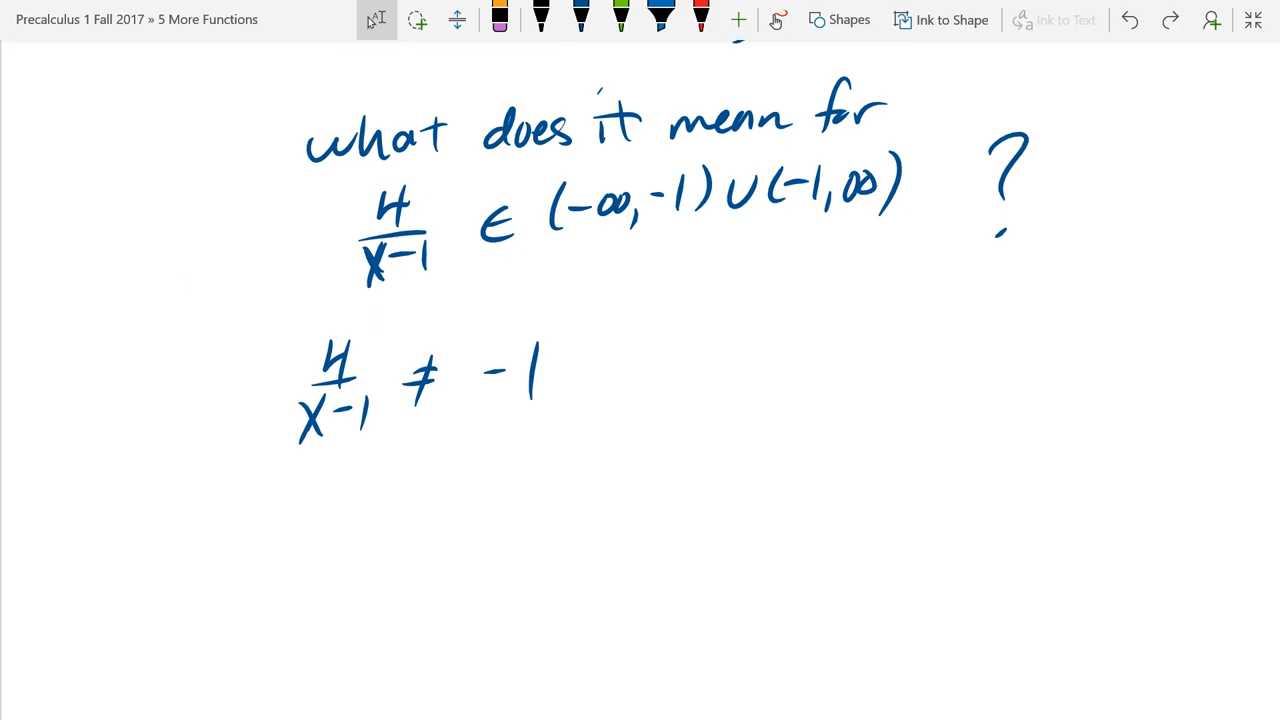 Precalculus 1 Fall 2017 » 5 More Functions
Shapes
Ink to Shape
Ink to Text
what does it mean for
4/(x-1) ∈ (-∞, -1) ∪ (-1, ∞) ?
4/(x-1) ≠ -1